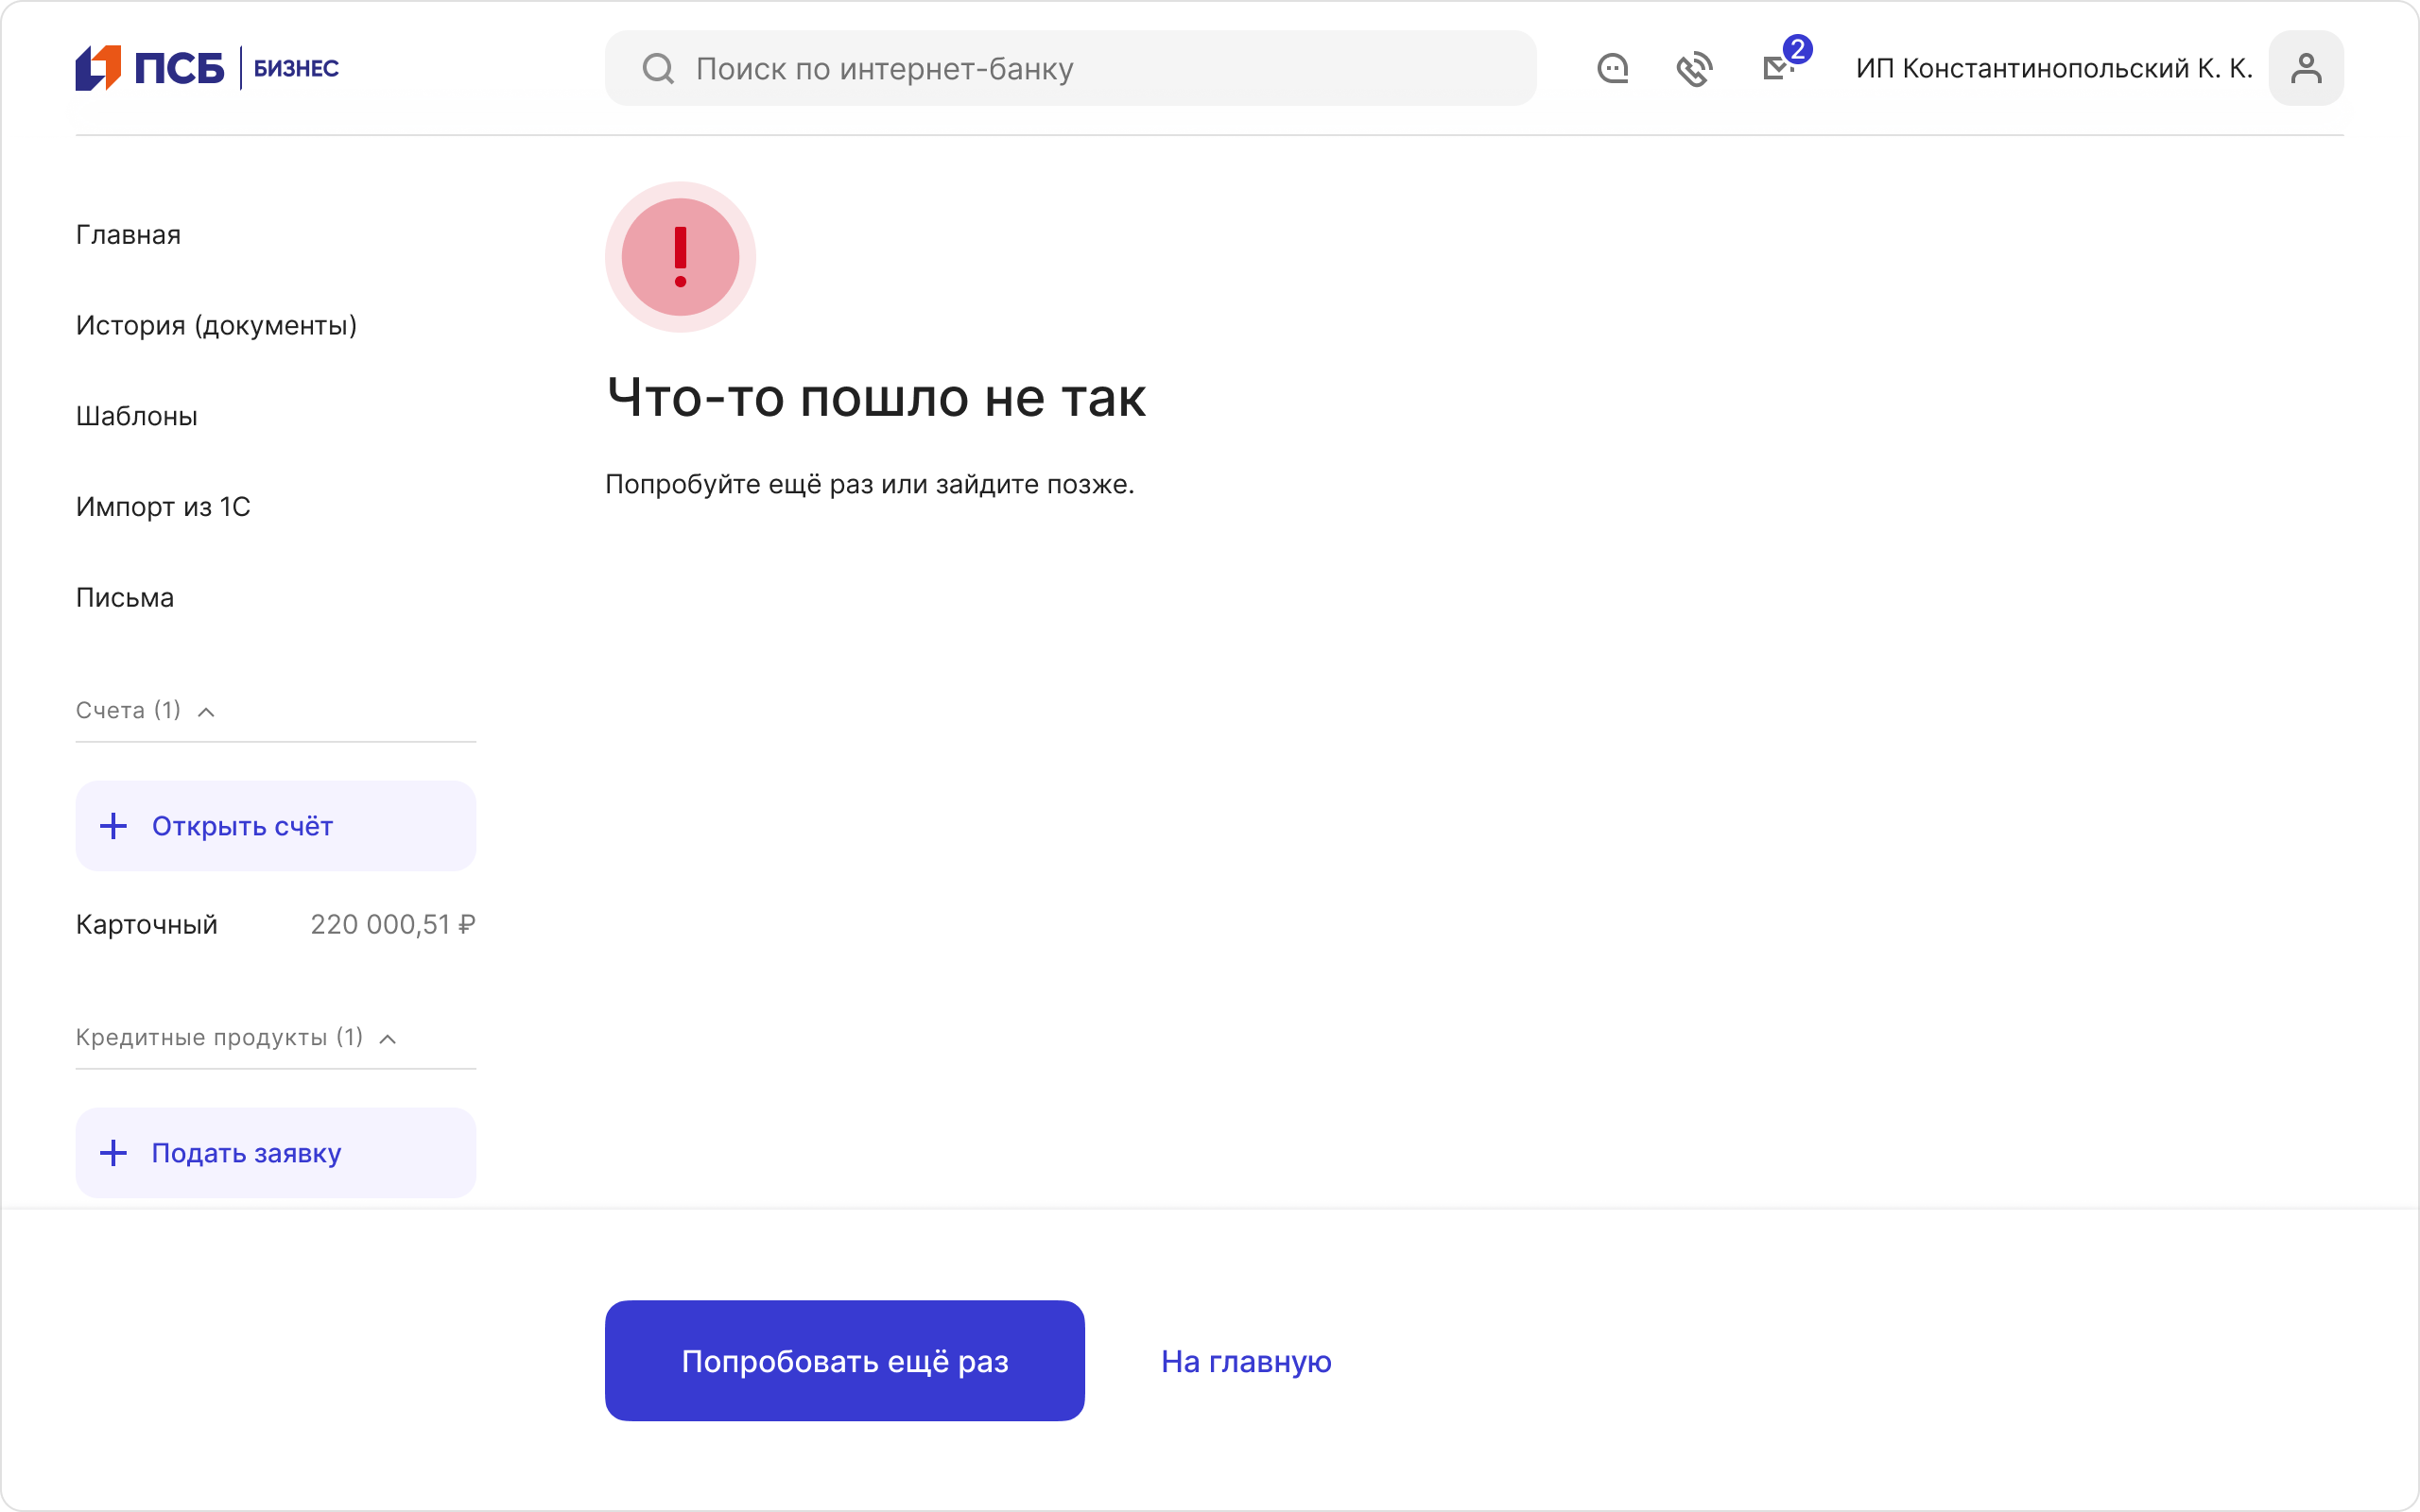 ПСБ БИЗНЕС
Поиск по интернет-банку
2
ИП Константинопольский К. К.
Главная
История (документы)
Шаблоны
Импорт из 1С
Письма
Что-то пошло не так
Попробуйте ещё раз или зайдите позже.
Счета (1)
Открыть счёт
Карточный 220 000,51 ₽
Кредитные продукты (1)
Подать заявку
Попробовать ещё раз
На главную